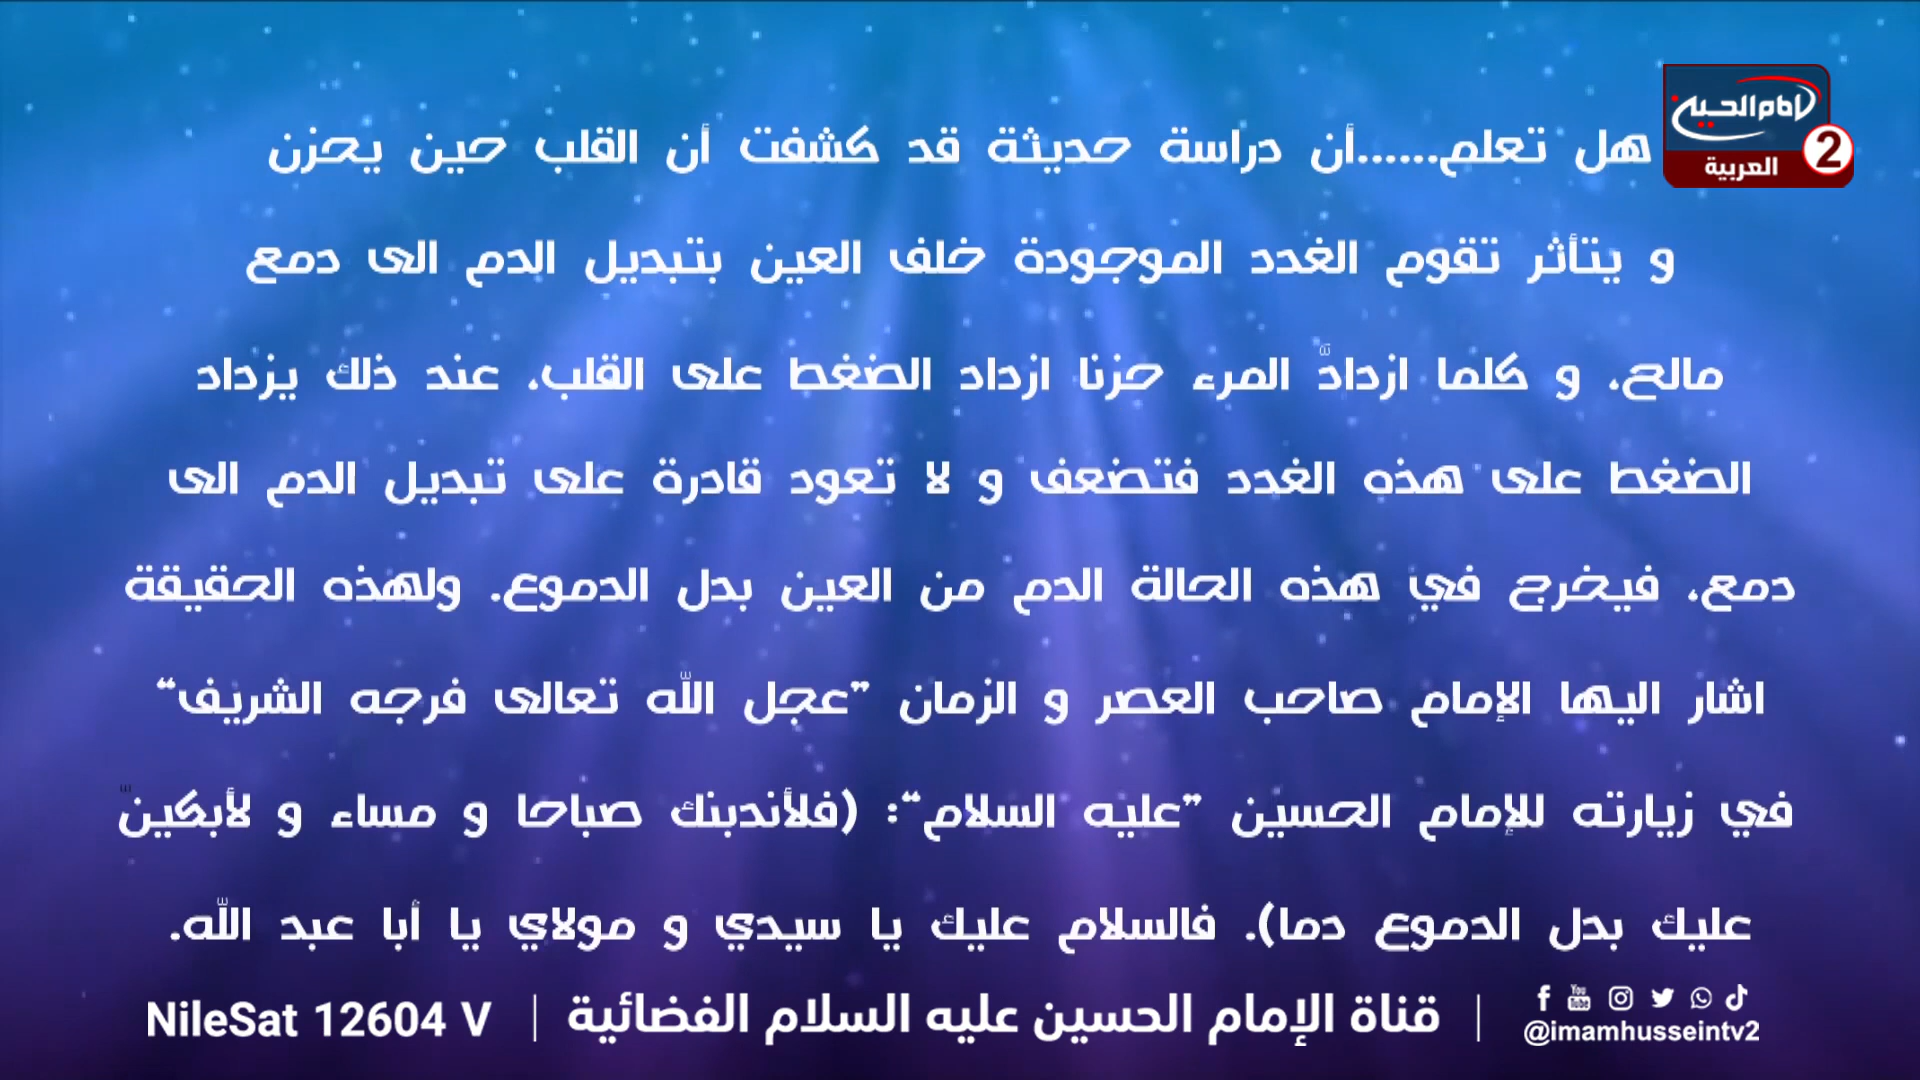 الإمام الحسين
2
العربية
هل تعلم......أن دراسة حديثة قد كشفت أن القلب حين يحزن
و يتأثر تقوم الغدد الموجودة خلف العين بتبديل الدم الى دمع
مالح، و كلما ازدادّ المرء حزنا ازداد الضغط على القلب، عند ذلك يزداد
الضغط على هذه الغدد فتضعف و لا تعود قادرة على تبديل الدم الى
دمع، فيخرج في هذه الحالة الدم من العين بدل الدموع. ولهذه الحقيقة
اشار اليها الإمام صاحب العصر و الزمان "عجل الله تعالى فرجه الشريف"
في زيارته للإمام الحسين "عليه السلام": (فلأندبنك صباحا و مساء و لأبكينّ
عليك بدل الدموع دما). فالسلام عليك يا سيدي و مولاي يا أبا عبد الله.
@imamhusseintv2 | قناة الإمام الحسين عليه السلام الفضائية | NileSat 12604 V